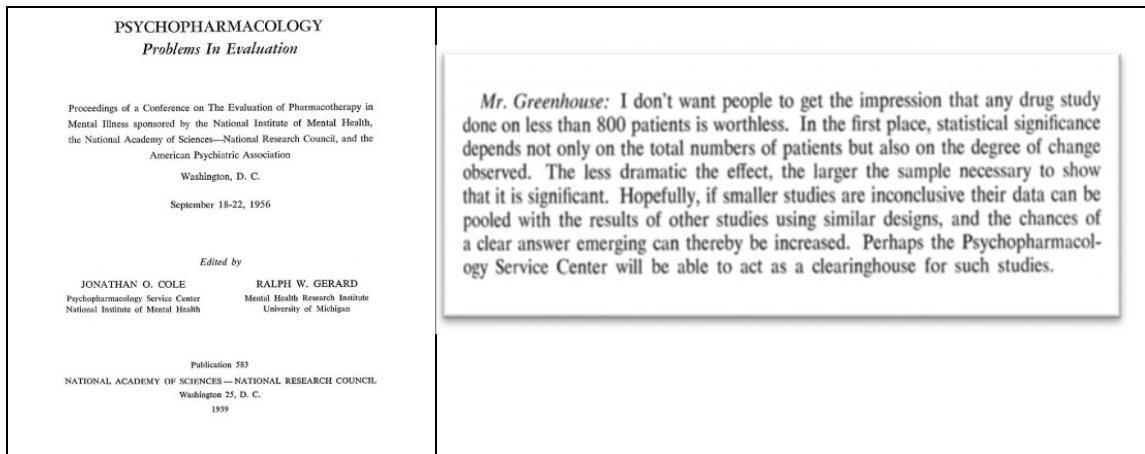 PSYCHOPHARMACOLOGY
Problems In Evaluation
Proceedings of a Conference on The Evaluation of Pharmacotherapy in
Mental Illness sponsored by the National Institute of Mental Health,
the National Academy of Sciences—National Research Council, and the
American Psychiatric Association
Washington, D. C.
September 18-22, 1956
Edited by
JONATHAN O. COLE
Psychopharmacology Service Center
National Institute of Mental Health
RALPH W. GERARD
Mental Health Research Institute
University of Michigan
Publication 583
NATIONAL ACADEMY OF SCIENCES—NATIONAL RESEARCH COUNCIL
Washington 25, D. C.
1959
Mr. Greenhouse: I don't want people to get the impression that any drug study
done on less than 800 patients is worthless. In the first place, statistical significance
depends not only on the total numbers of patients but also on the degree of change
observed. The less dramatic the effect, the larger the sample necessary to show
that it is significant. Hopefully, if smaller studies are inconclusive their data can be
pooled with the results of other studies using similar designs, and the chances of
a clear answer emerging can thereby be increased. Perhaps the Psychopharmacol-
ogy Service Center will be able to act as a clearinghouse for such studies.